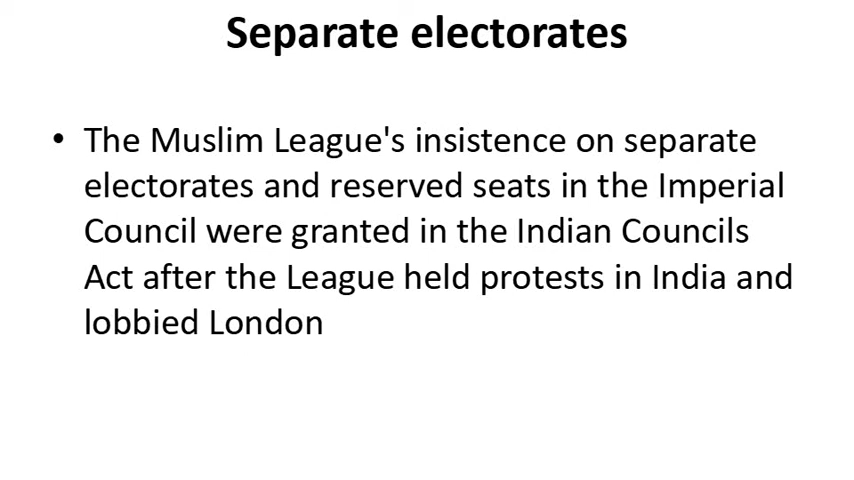 Separate electorates
• The Muslim League's insistence on separate
electorates and reserved seats in the Imperial
Council were granted in the Indian Councils
Act after the League held protests in India and
lobbied London